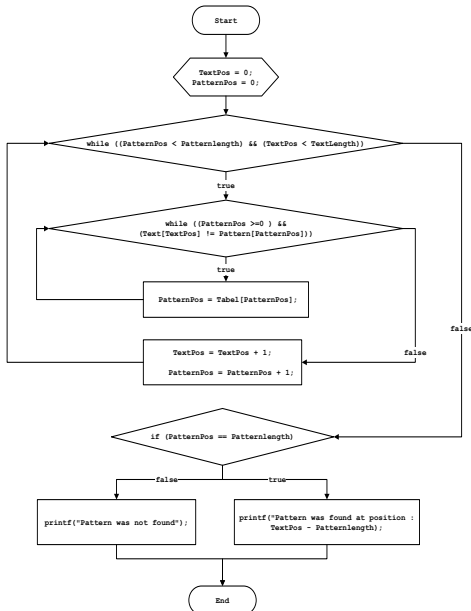 Start
TextPos = 0;
PatternPos = 0;
while ((PatternPos < Patternlength) && (TextPos < TextLength))
true
while ((PatternPos >=0 ) &&
(Text[TextPos] != Pattern[PatternPos]))
true
PatternPos = Tabel[PatternPos];
false
TextPos = TextPos + 1;
false
PatternPos = PatternPos + 1;
if (PatternPos == Patternlength)
false
true
printf("Pattern was not found");
printf("Pattern was found at position :
TextPos - Patternlength);
End